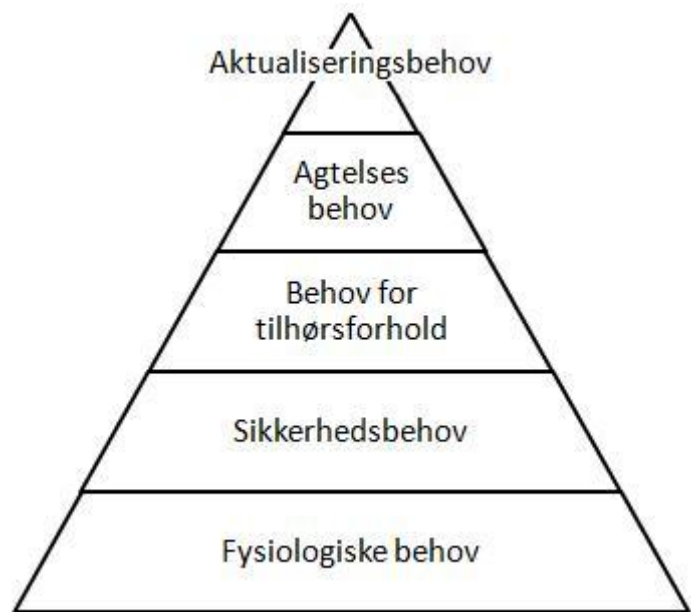 Aktualiseringsbehov
Agtelses
behov
Behov for
tilhørsforhold
Sikkerhedsbehov
Fysiologiske behov